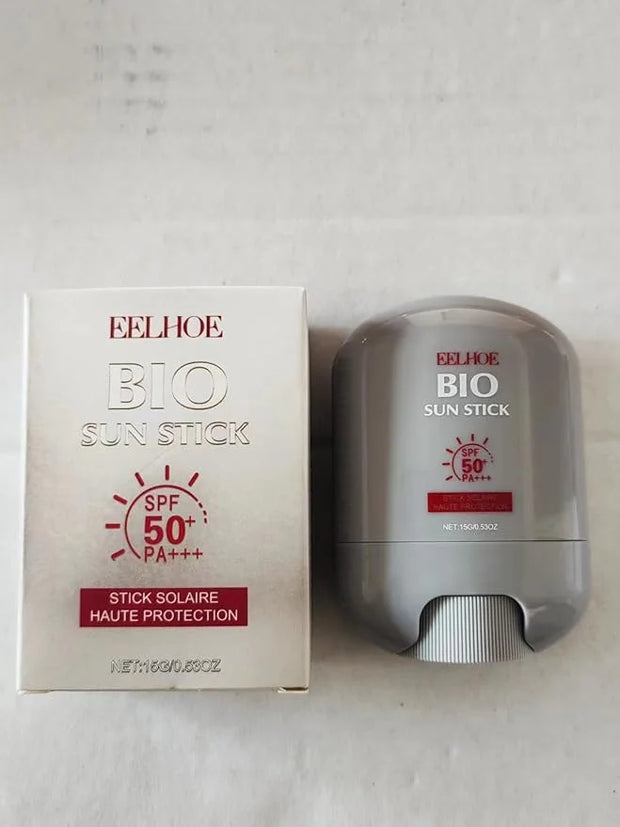 EELHOE
BIO
SUN STICK
SPF
50+
PA+++
STICK SOLAIRE
HAUTE PROTECTION
NET:15G/0.53OZ
EELHOE
BIO
SUN STICK
SPF
50+
PA+++
STICK SOLAIRE
HAUTE PROTECTION
NET:15G/0.53OZ